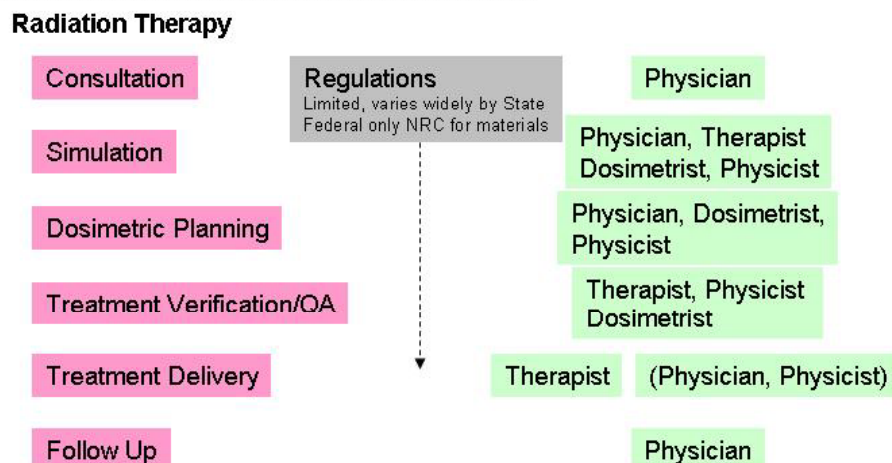 Radiation Therapy
Consultation
Regulations
Limited, varies widely by State
Federal only NRC for materials
Physician
Simulation
Physician, Therapist
Dosimetrist, Physicist
Dosimetric Planning
Physician, Dosimetrist,
Physicist
Treatment Verification/QA
Therapist, Physicist
Dosimetrist
Treatment Delivery
Therapist
(Physician, Physicist)
Follow Up
Physician